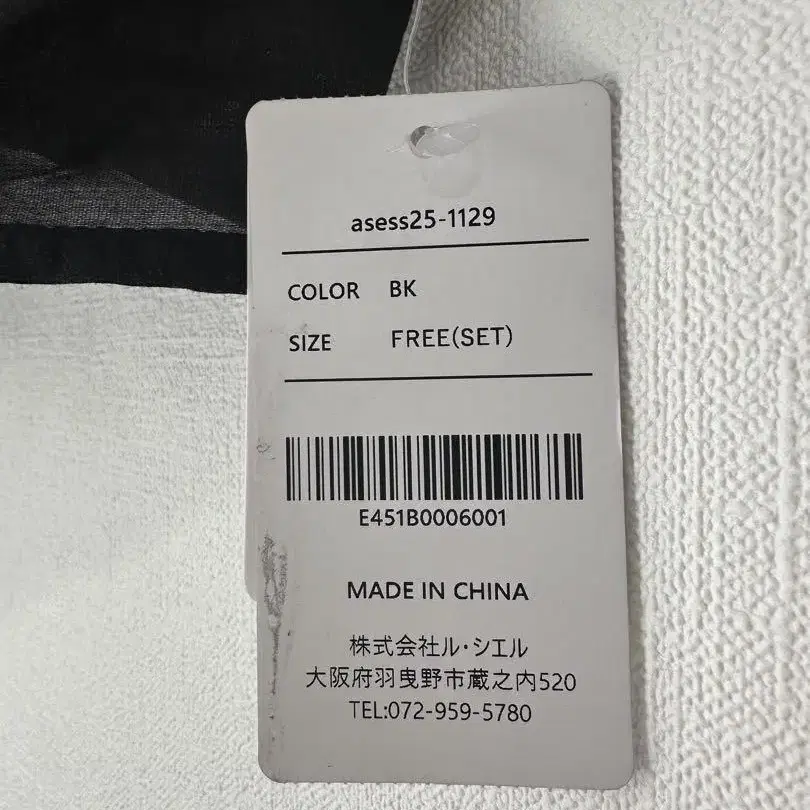 asess25-1129
COLOR BK
SIZE FREE(SET)
E451B0006001
MADE IN CHINA
株式会社ル・シエル
大阪府羽曳野市蔵之内520
TEL:072-959-5780